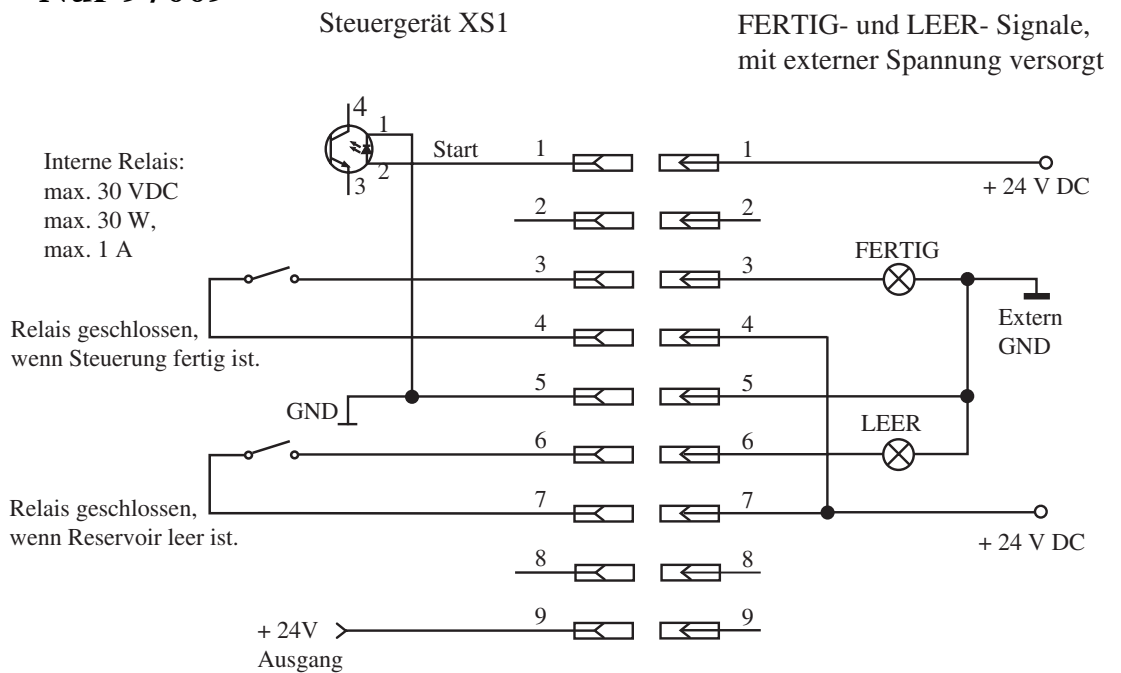 Steuergerät XS1
FERTIG- und LEER- Signale,
mit externer Spannung versorgt
Interne Relais:
max. 30 VDC
max. 30 W,
max. 1 A
4
1
2
3
Start
1
1
+ 24 V DC
2
2
3
3
FERTIG
Extern
GND
Relais geschlossen,
wenn Steuerung fertig ist.
4
4
5
5
GND
LEER
6
6
Relais geschlossen,
wenn Reservoir leer ist.
7
7
+ 24 V DC
8
8
9
9
+ 24V
Ausgang